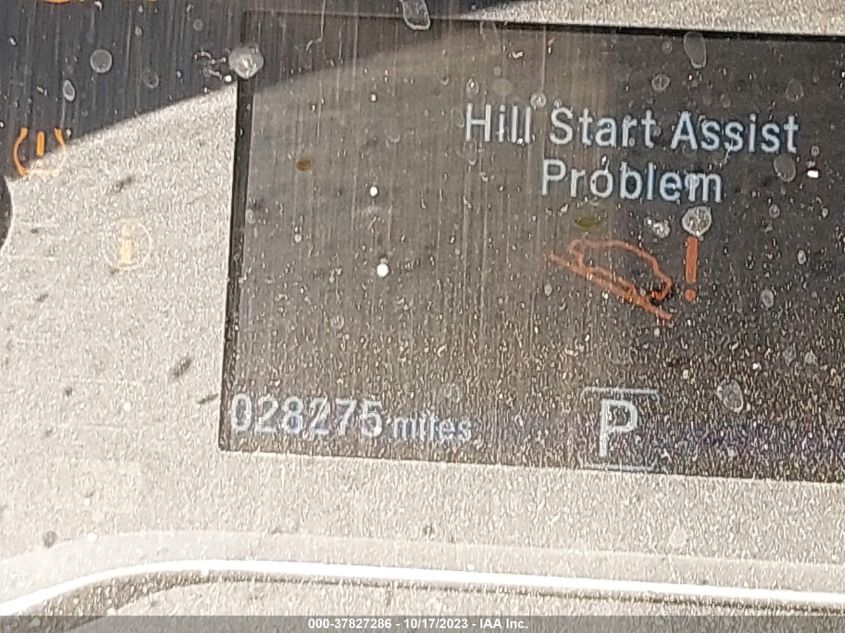 Hill Start Assist
Problem
028275 miles
P
000-37827286 - 10/17/2023 - IAA Inc.